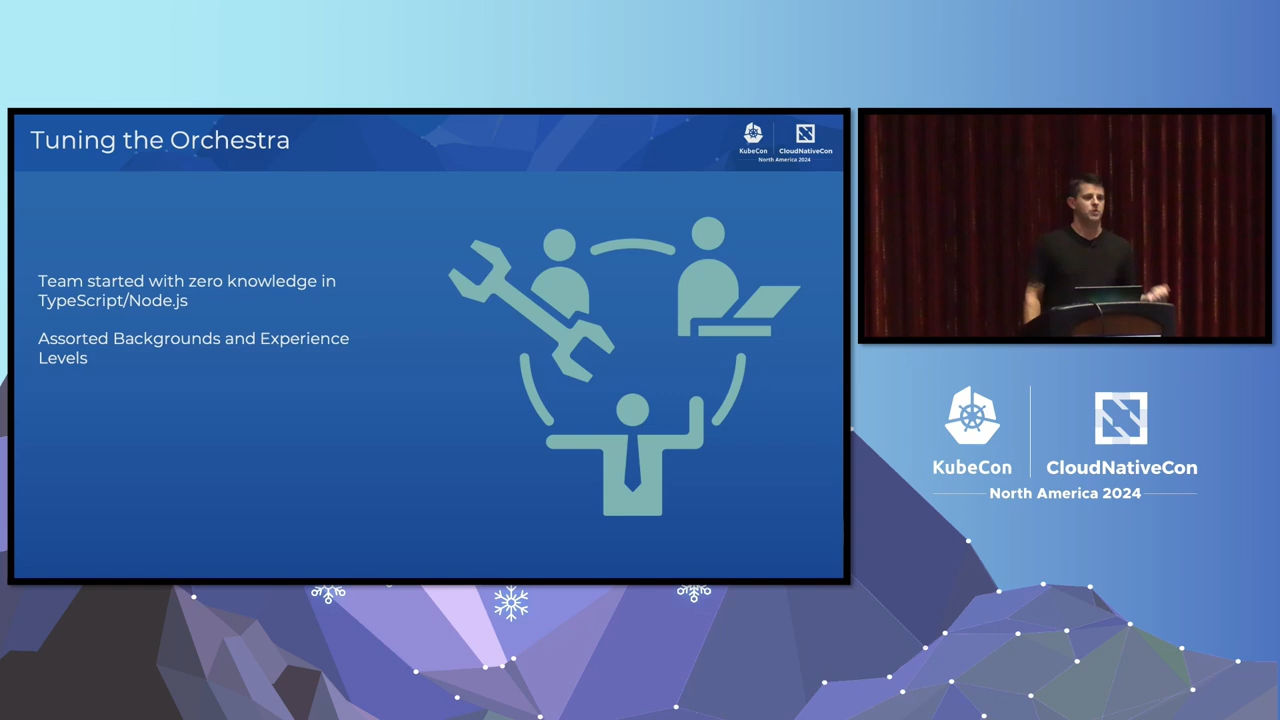 Tuning the Orchestra
KubeCon
CloudNativeCon
North America 2024
Team started with zero knowledge in
TypeScript/Node.js
Assorted Backgrounds and Experience
Levels
KubeCon
CloudNativeCon
North America 2024